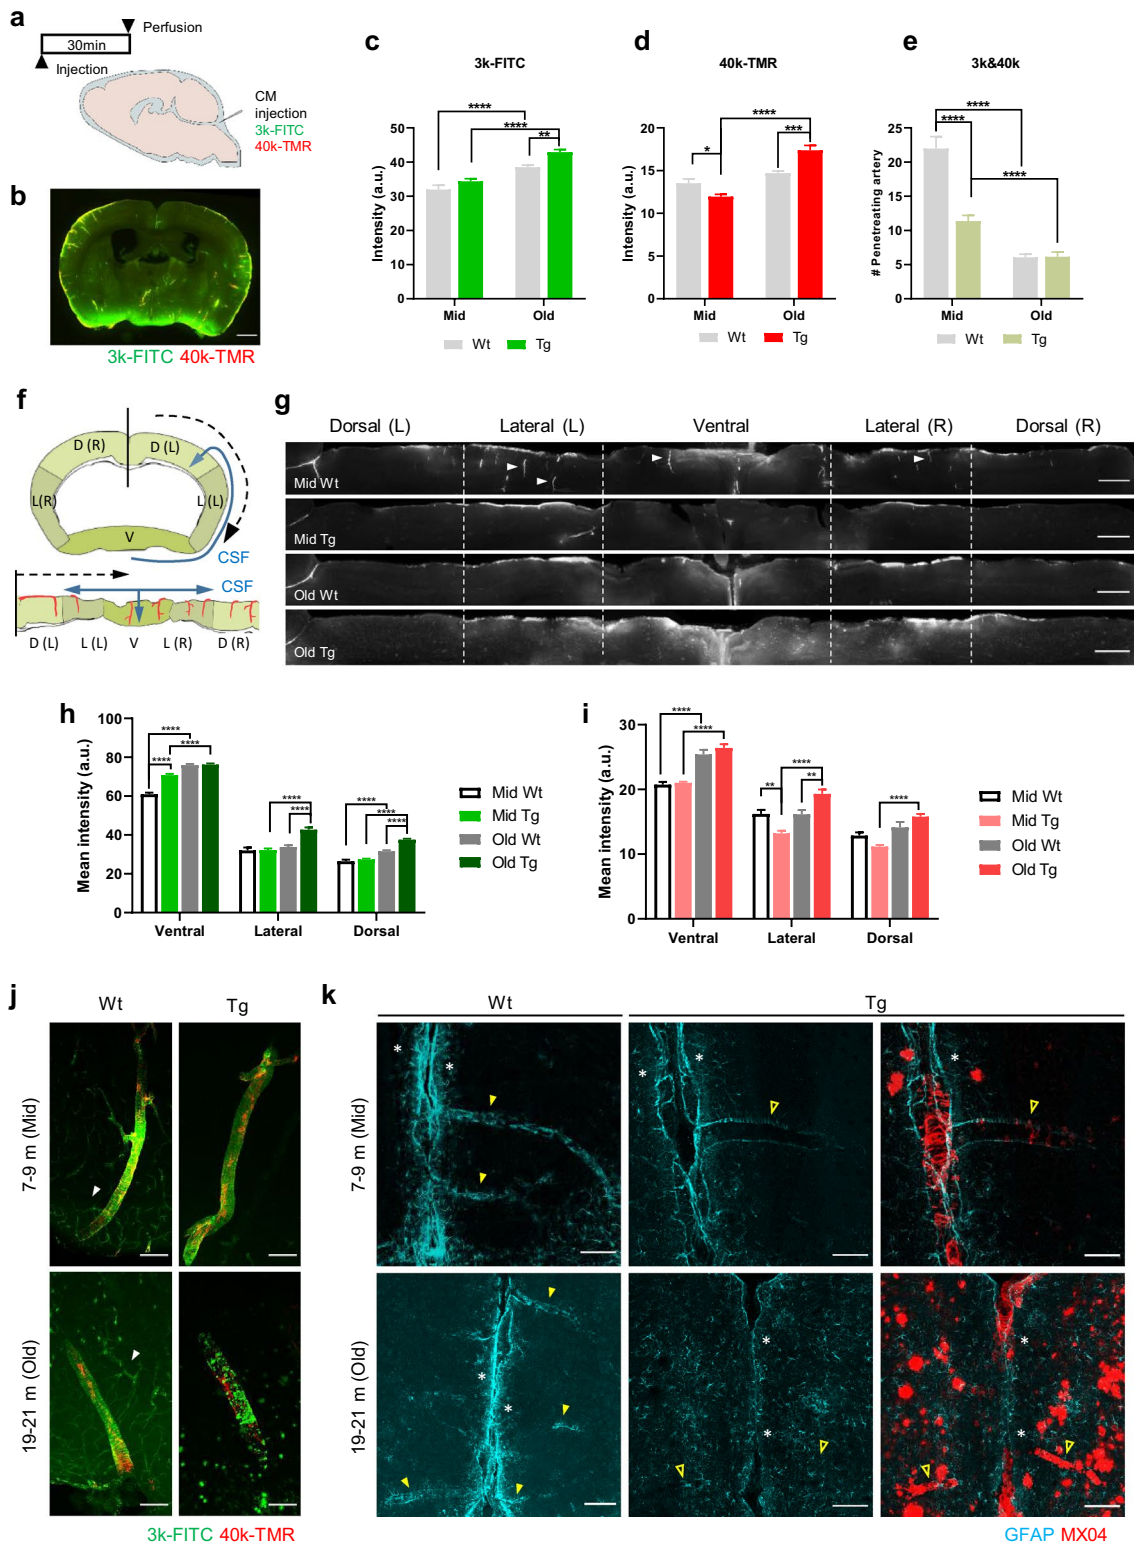 a
Perfusion
30min
Injection
CM
injection
3k-FITC
40k-TMR
b
3k-FITC 40k-TMR
c
3k-FITC
****
****
**
Intensity (a.u.)
50
40
30
20
10
0
Mid
Old
Wt
Tg
d
40k-TMR
****
***
*
Intensity (a.u.)
20
15
10
5
0
Mid
Old
Wt
Tg
e
3k&40k
****
****
****
# Penetreating artery
25
20
15
10
5
0
Mid
Old
Wt
Tg
f
D (R)
D (L)
L(R)
L (L)
V
CSF
CSF
D (L)
L (L)
V
L (R)
D (R)
g
Dorsal (L)
Lateral (L)
Ventral
Lateral (R)
Dorsal (R)
Mid Wt
Mid Tg
Old Wt
Old Tg
h
Mean intensity (a.u.)
100
80
60
40
20
0
****
****
****
****
****
****
****
****
Ventral
Lateral
Dorsal
Mid Wt
Mid Tg
Old Wt
Old Tg
i
Mean intensity (a.u.)
30
20
10
0
****
****
**
****
**
****
Ventral
Lateral
Dorsal
Mid Wt
Mid Tg
Old Wt
Old Tg
j
Wt
Tg
7-9 m (Mid)
19-21 m (Old)
3k-FITC 40k-TMR
k
Wt
Tg
7-9 m (Mid)
* *
* *
*
19-21 m (Old)
* *
* *
* *
GFAP MX04